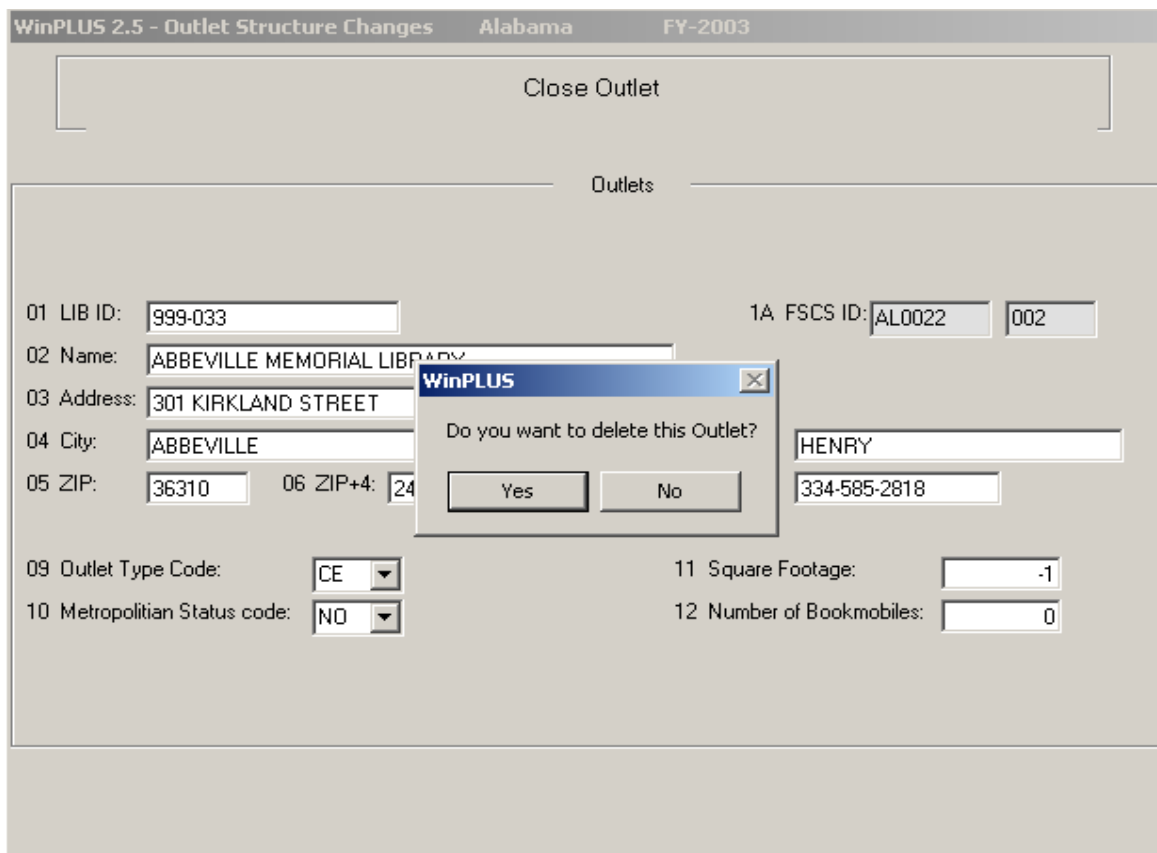 WinPLUS 2.5 - Outlet Structure Changes Alabama FY-2003
Close Outlet
Outlets
01 LIB ID: 999-033 1A FSCS ID: AL0022 002
02 Name: ABBEVILLE MEMORIAL LIBRARY
03 Address: 301 KIRKLAND STREET
04 City: ABBEVILLE HENRY
05 ZIP: 36310 06 ZIP+4: 24 334-585-2818
WinPLUS
Do you want to delete this Outlet?
Yes No
09 Outlet Type Code: CE 11 Square Footage: -1
10 Metropolitian Status code: NO 12 Number of Bookmobiles: 0